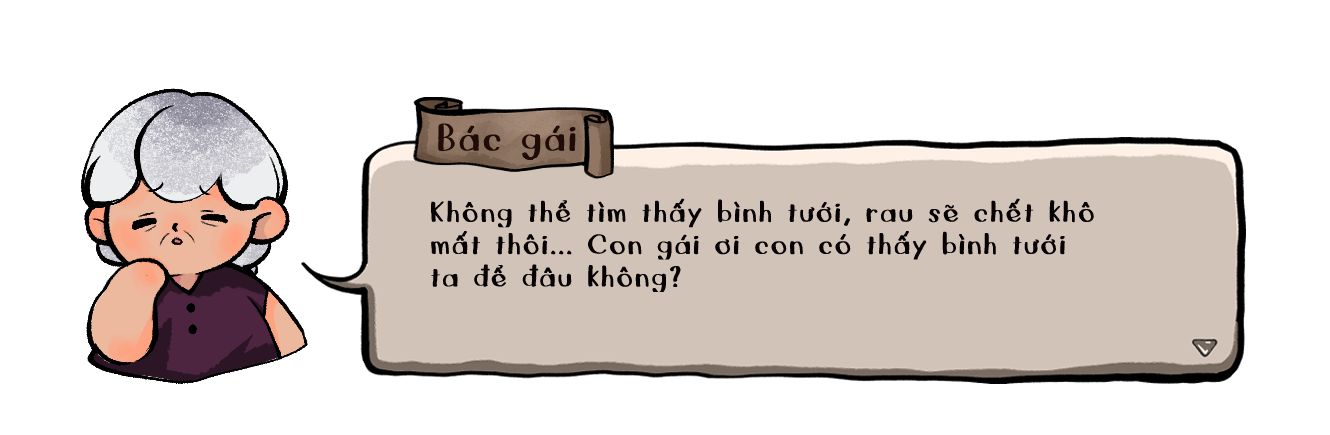 Bác gái
Không thể tìm thấy bình tưới, rau sẽ chết khô
mất thôi... Con gái ơi con có thấy bình tưới
ta để đâu không?